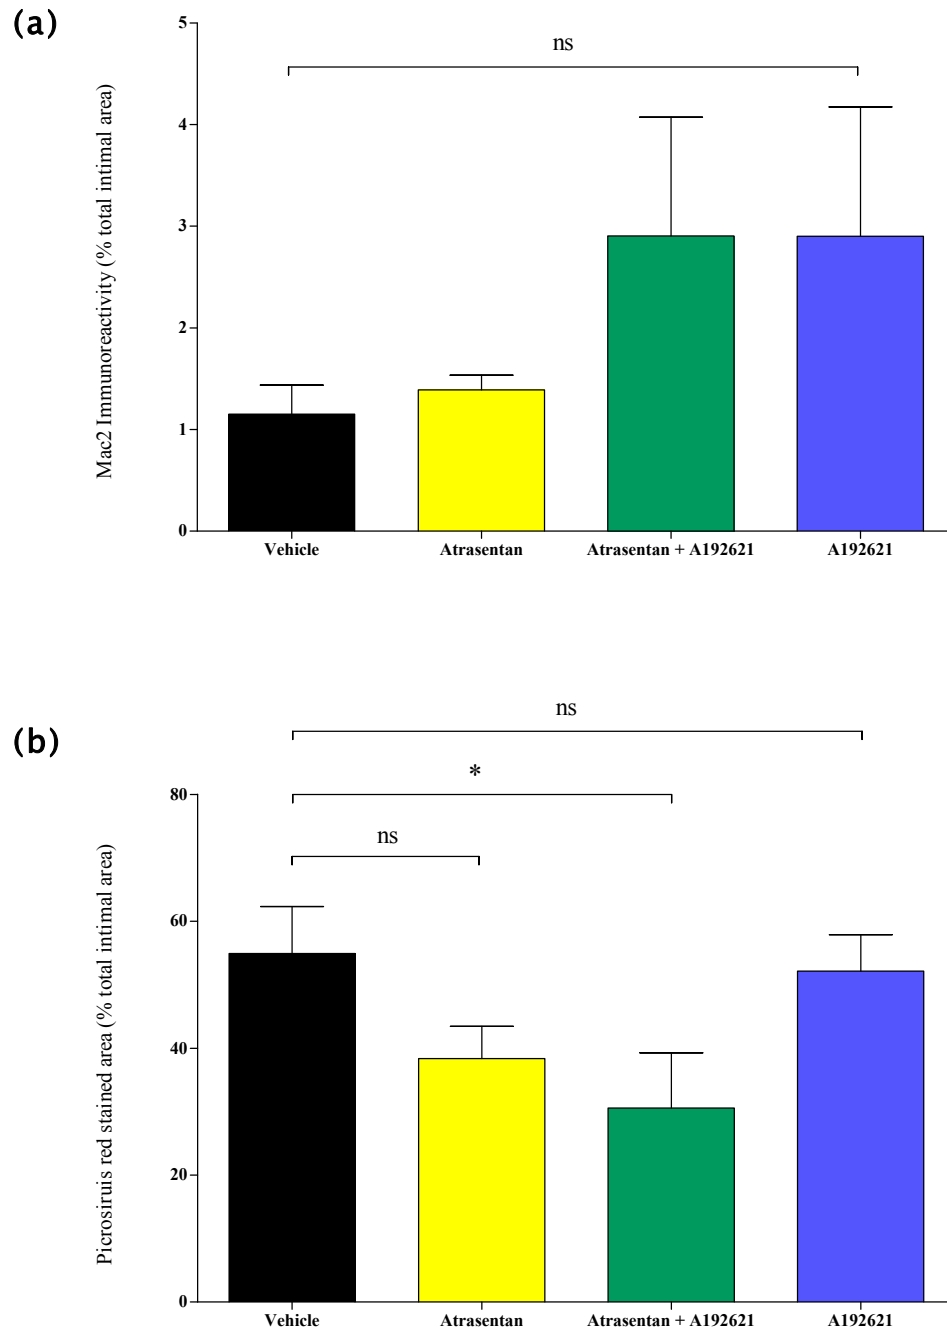 (a)
Mac2 Immunoreactivity (% total intimal area)
5
4
3
2
1
0
ns
Vehicle
Atrasentan
Atrasentan + A192621
A192621
(b)
Picrosiruis red stained area (% total intimal area)
80
60
40
20
0
ns
*
ns
Vehicle
Atrasentan
Atrasentan + A192621
A192621